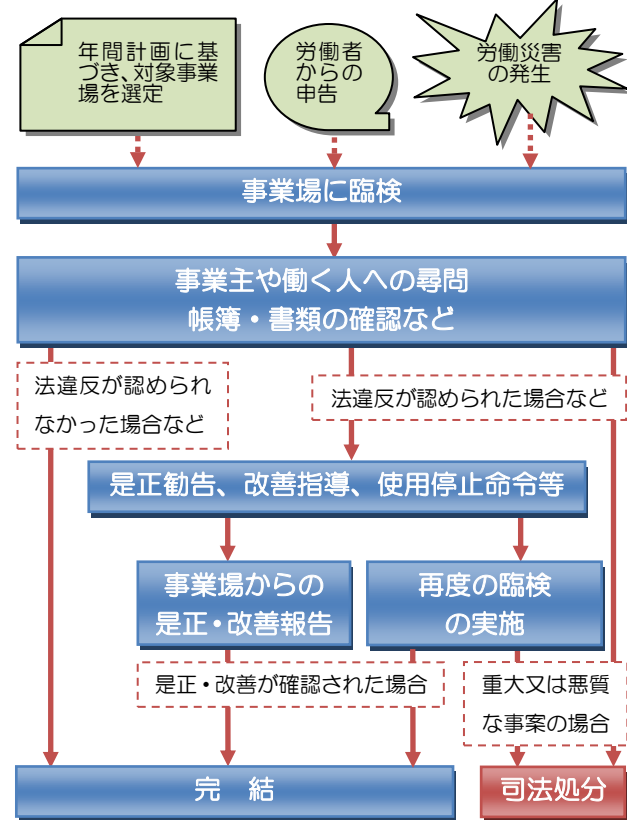 年間計画に基
づき、対象事業
場を選定
労働者
からの
申告
労働災害
の発生
事業場に臨検
事業主や働く人への尋問
帳簿・書類の確認など
法違反が認められ
なかった場合など
法違反が認められた場合など
是正勧告、改善指導、使用停止命令等
事業場からの
是正・改善報告
再度の臨検
の実施
是正・改善が確認された場合
重大又は悪質
な事案の場合
完　結
司法処分